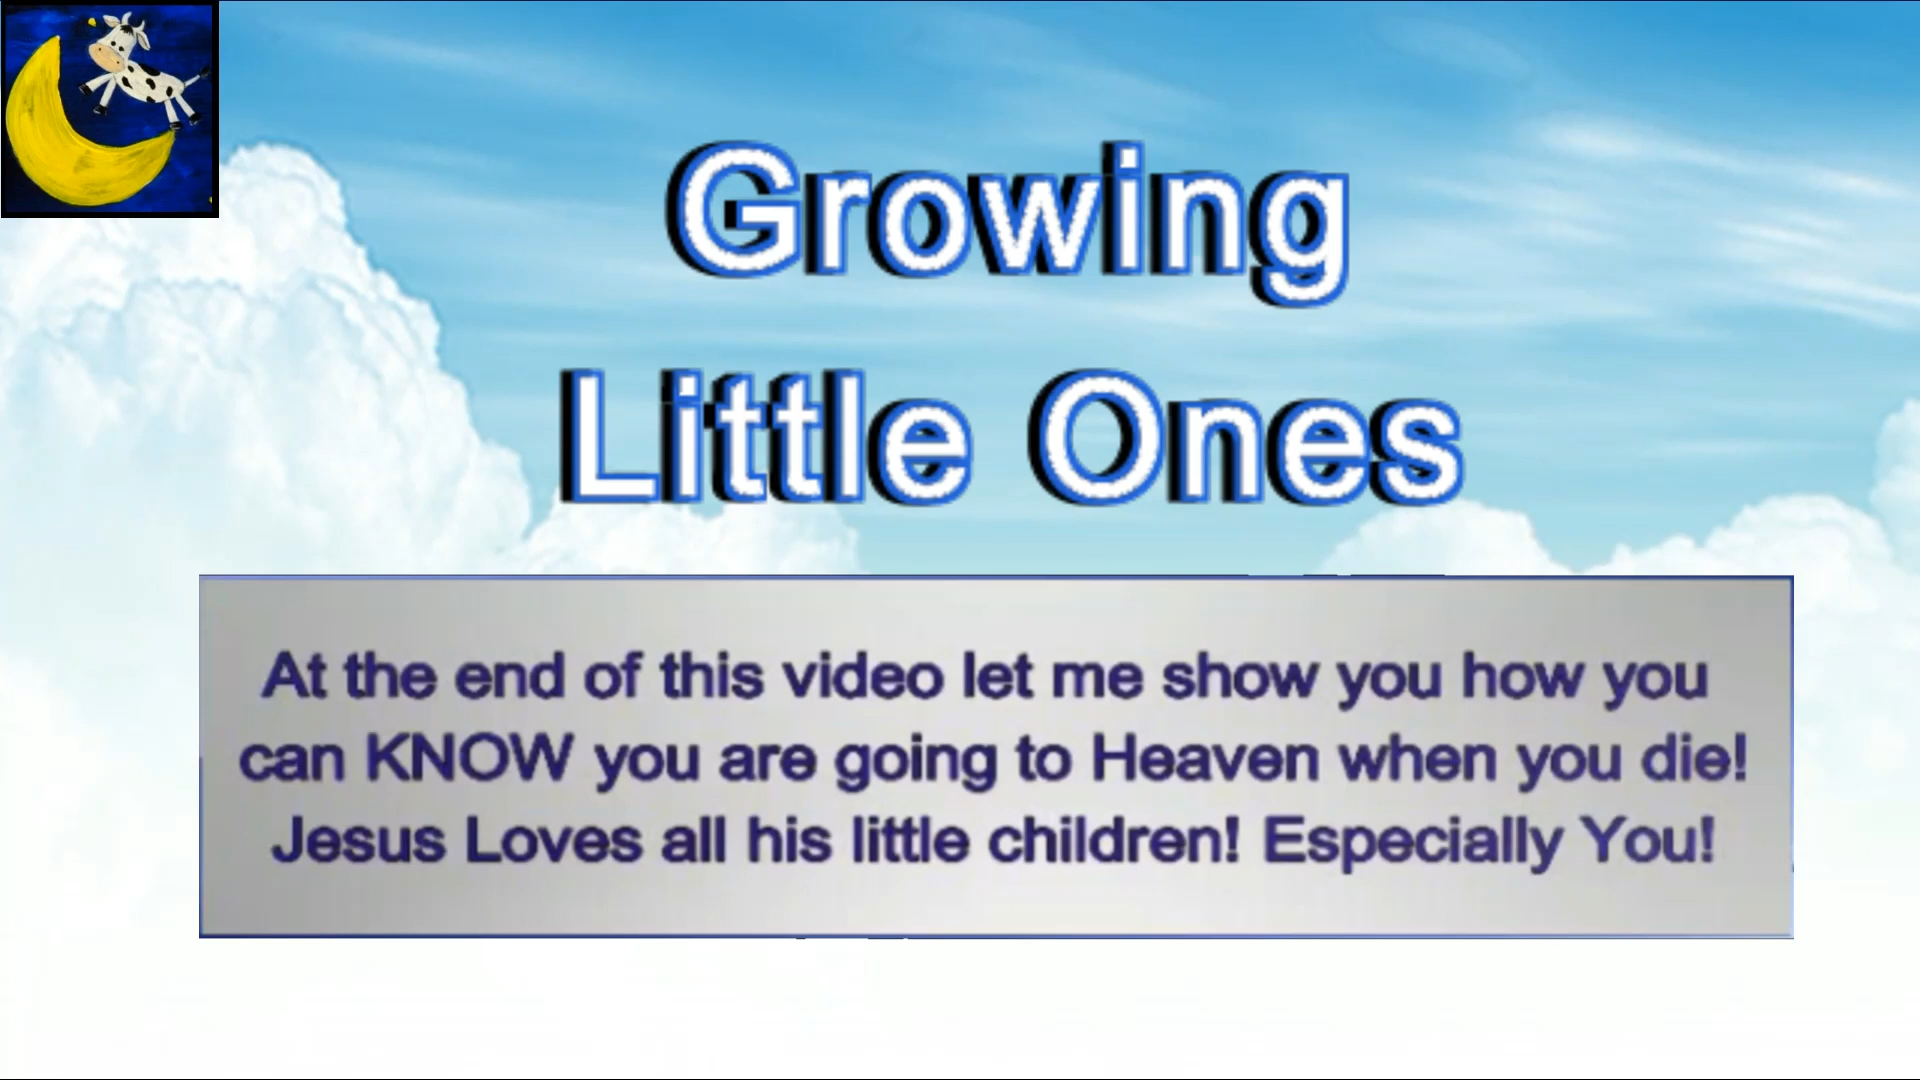 Growing
Little Ones
At the end of this video let me show you how you
can KNOW you are going to Heaven when you die!
Jesus Loves all his little children! Especially You!